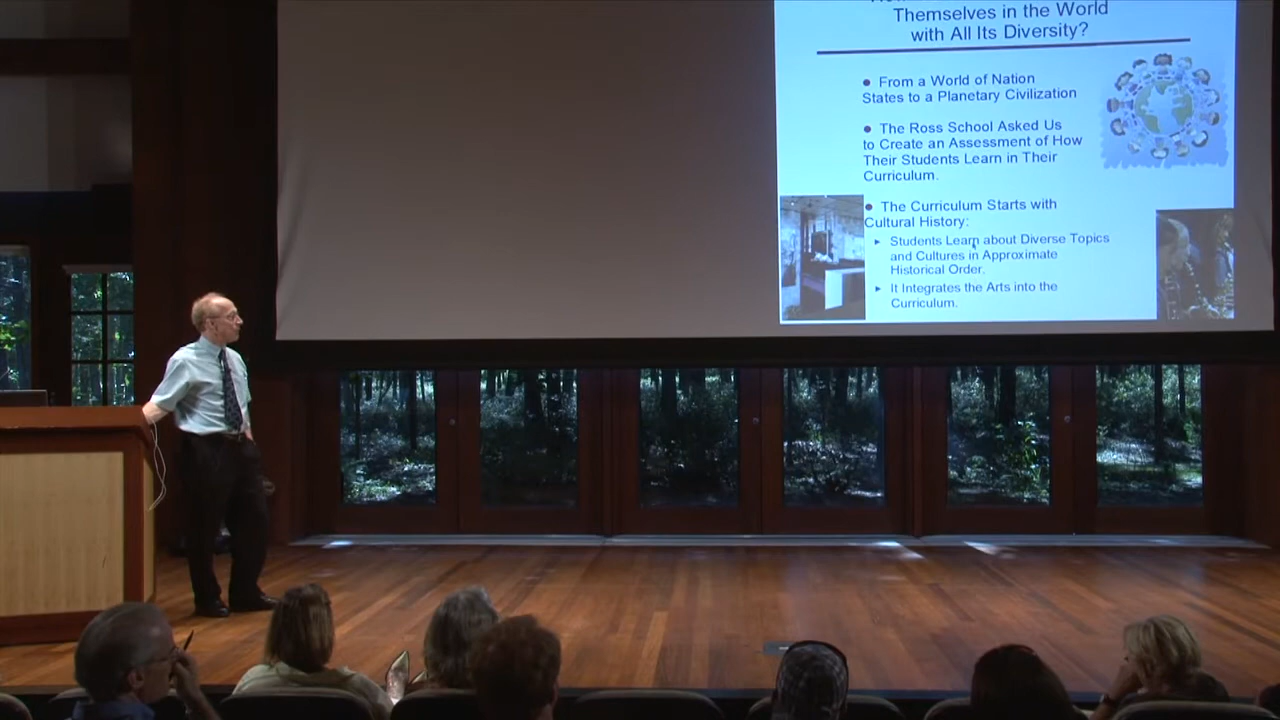 Themselves in the World
with All Its Diversity?
● From a World of Nation
States to a Planetary Civilization
● The Ross School Asked Us
to Create an Assessment of How
Their Students Learn in Their
Curriculum.
● The Curriculum Starts with
Cultural History:
▸ Students Learn about Diverse Topics
and Cultures in Approximate
Historical Order.
▸ It Integrates the Arts into the
Curriculum.